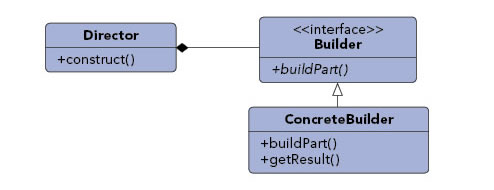 Director
+construct()
<<interface>>
Builder
+buildPart()
ConcreteBuilder
+buildPart()
+getResult()